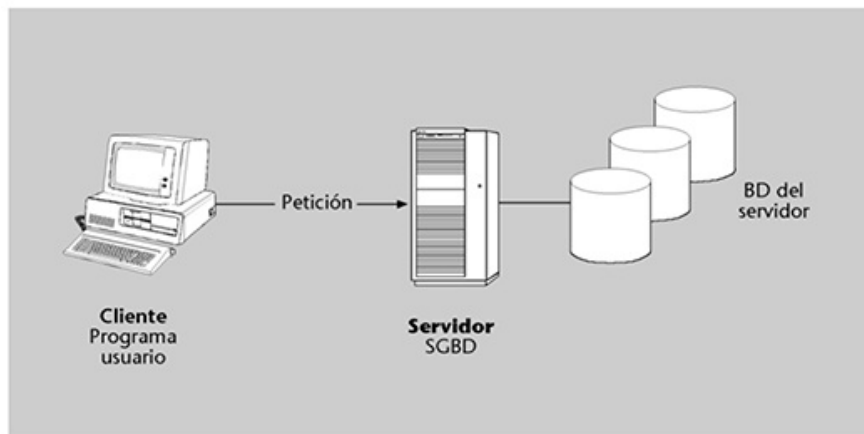 Petición
BD del
servidor
Cliente
Programa
usuario
Servidor
SGBD